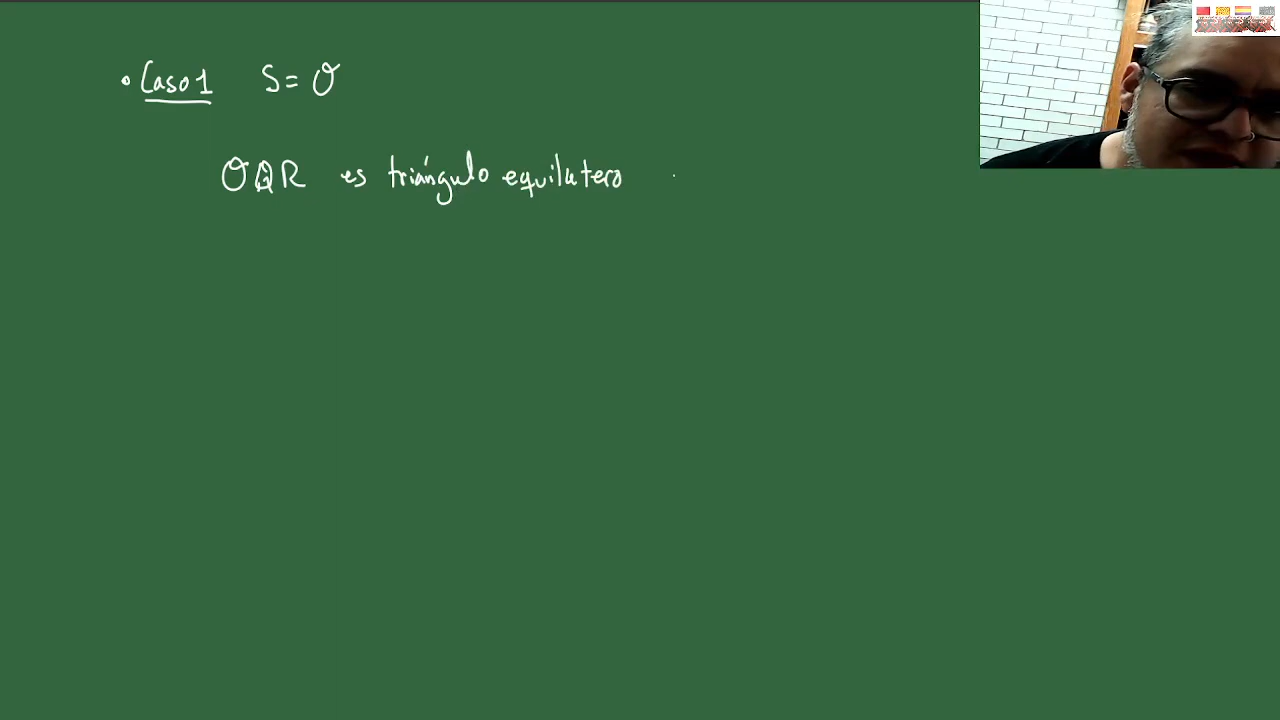 • Caso 1 S = O
OQR es triángulo equilatero